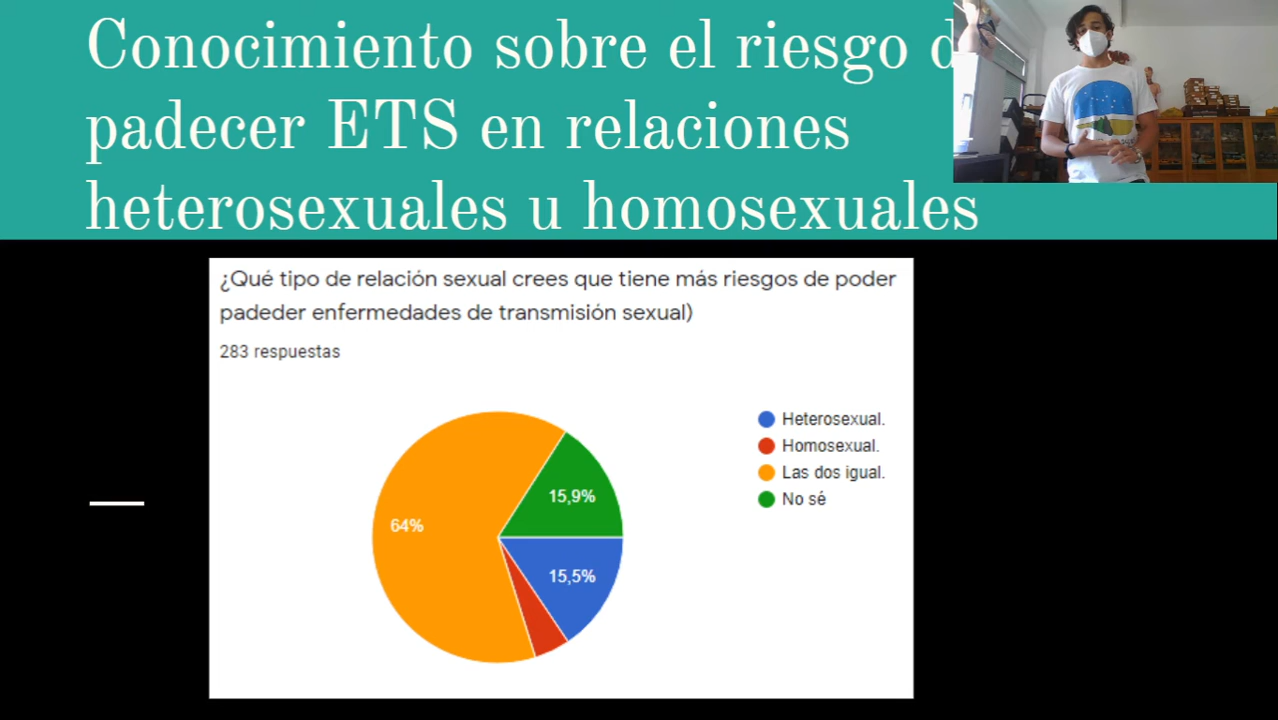 Conocimiento sobre el riesgo
padecer ETS en relaciones
heterosexuales u homosexuales
¿Qué tipo de relación sexual crees que tiene más riesgos de poder
padeder enfermedades de transmisión sexual)
283 respuestas
Heterosexual.
Homosexual.
Las dos igual.
No sé
15,9%
64%
15,5%